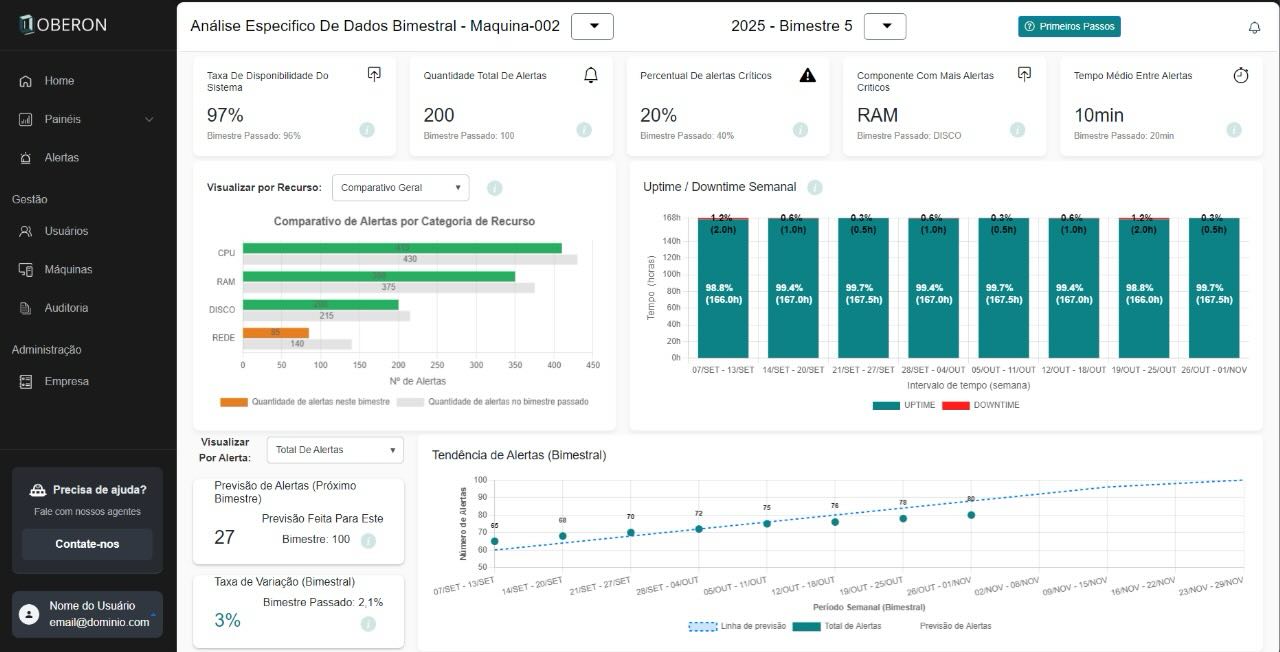 OBERON
Home
Painéis
Alertas
Gestão
Usuários
Máquinas
Auditoria
Administração
Empresa
Precisa de ajuda?
Fale com nossos agentes
Contate-nos
Nome do Usuário
email@dominio.com
Análise Especifico De Dados Bimestral - Maquina-002
2025 - Bimestre 5
Primeiros Passos
Taxa De Disponibilidade Do
Sistema
97%
Bimestre Passado: 96%
Quantidade Total De Alertas
200
Bimestre Passado: 100
Percentual De alertas Críticos
20%
Bimestre Passado: 40%
Componente Com Mais Alertas
Criticos
RAM
Bimestre Passado: DISCO
Tempo Médio Entre Alertas
10min
Bimestre Passado: 20min
Visualizar por Recurso:
Comparativo Geral
Comparativo de Alertas por Categoria de Recurso
CPU
430
RAM
375
DISCO
215
REDE
85
140
0 50 100 150 200 250 300 350 400 450
Nº de Alertas
Quantidade de alertas neste bimestre
Quantidade de alertas no bimestre passado
Uptime / Downtime Semanal
168h
140h
120h
100h
80h
60h
40h
20h
0h
Tempo (horas)
1.2% 0.6% 0.3% 0.6% 0.3% 0.6% 1.2% 0.3%
(2.0h) (1.0h) (0.5h) (1.0h) (0.5h) (1.0h) (2.0h) (0.5h)
98.8% 99.4% 99.7% 99.4% 99.7% 99.4% 98.8% 99.7%
(166.0h) (167.0h) (167.5h) (167.0h) (167.5h) (167.0h) (166.0h) (167.5h)
07/SET - 13/SET 14/SET - 20/SET 21/SET - 27/SET 28/SET - 04/OUT 05/OUT - 11/OUT 12/OUT - 18/OUT 19/OUT - 25/OUT 26/OUT - 01/NOV
Intervalo de tempo (semana)
UPTIME DOWNTIME
Visualizar
Por Alerta:
Total De Alertas
Previsão de Alertas (Próximo
Bimestre)
27
Previsão Feita Para Este
Bimestre: 100
Taxa de Variação (Bimestral)
Bimestre Passado: 2,1%
3%
Tendência de Alertas (Bimestral)
Número de Alertas
100
90
80
70
60
50
65 68 70 72 75 76 78 80
07/SET - 13/SET 14/SET - 20/SET 21/SET - 27/SET 28/SET - 04/OUT 05/OUT - 11/OUT 12/OUT - 18/OUT 19/OUT - 25/OUT 26/OUT - 01/NOV 02/NOV - 08/NOV 09/NOV - 15/NOV 16/NOV - 22/NOV 23/NOV - 29/NOV
Período Semanal (Bimestral)
Linha de previsão Total de Alertas Previsão de Alertas